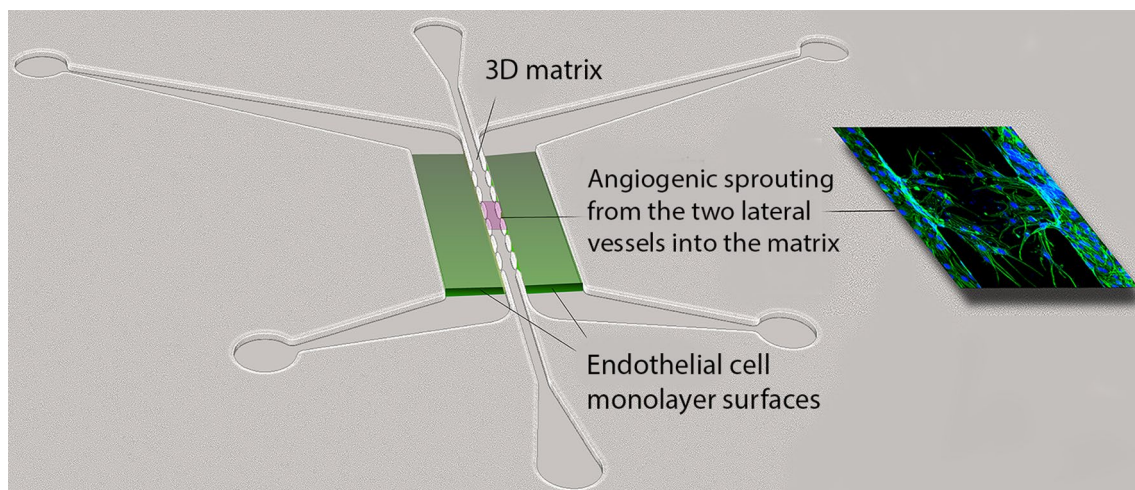 3D matrix
Angiogenic sprouting
from the two lateral
vessels into the matrix
Endothelial cell
monolayer surfaces